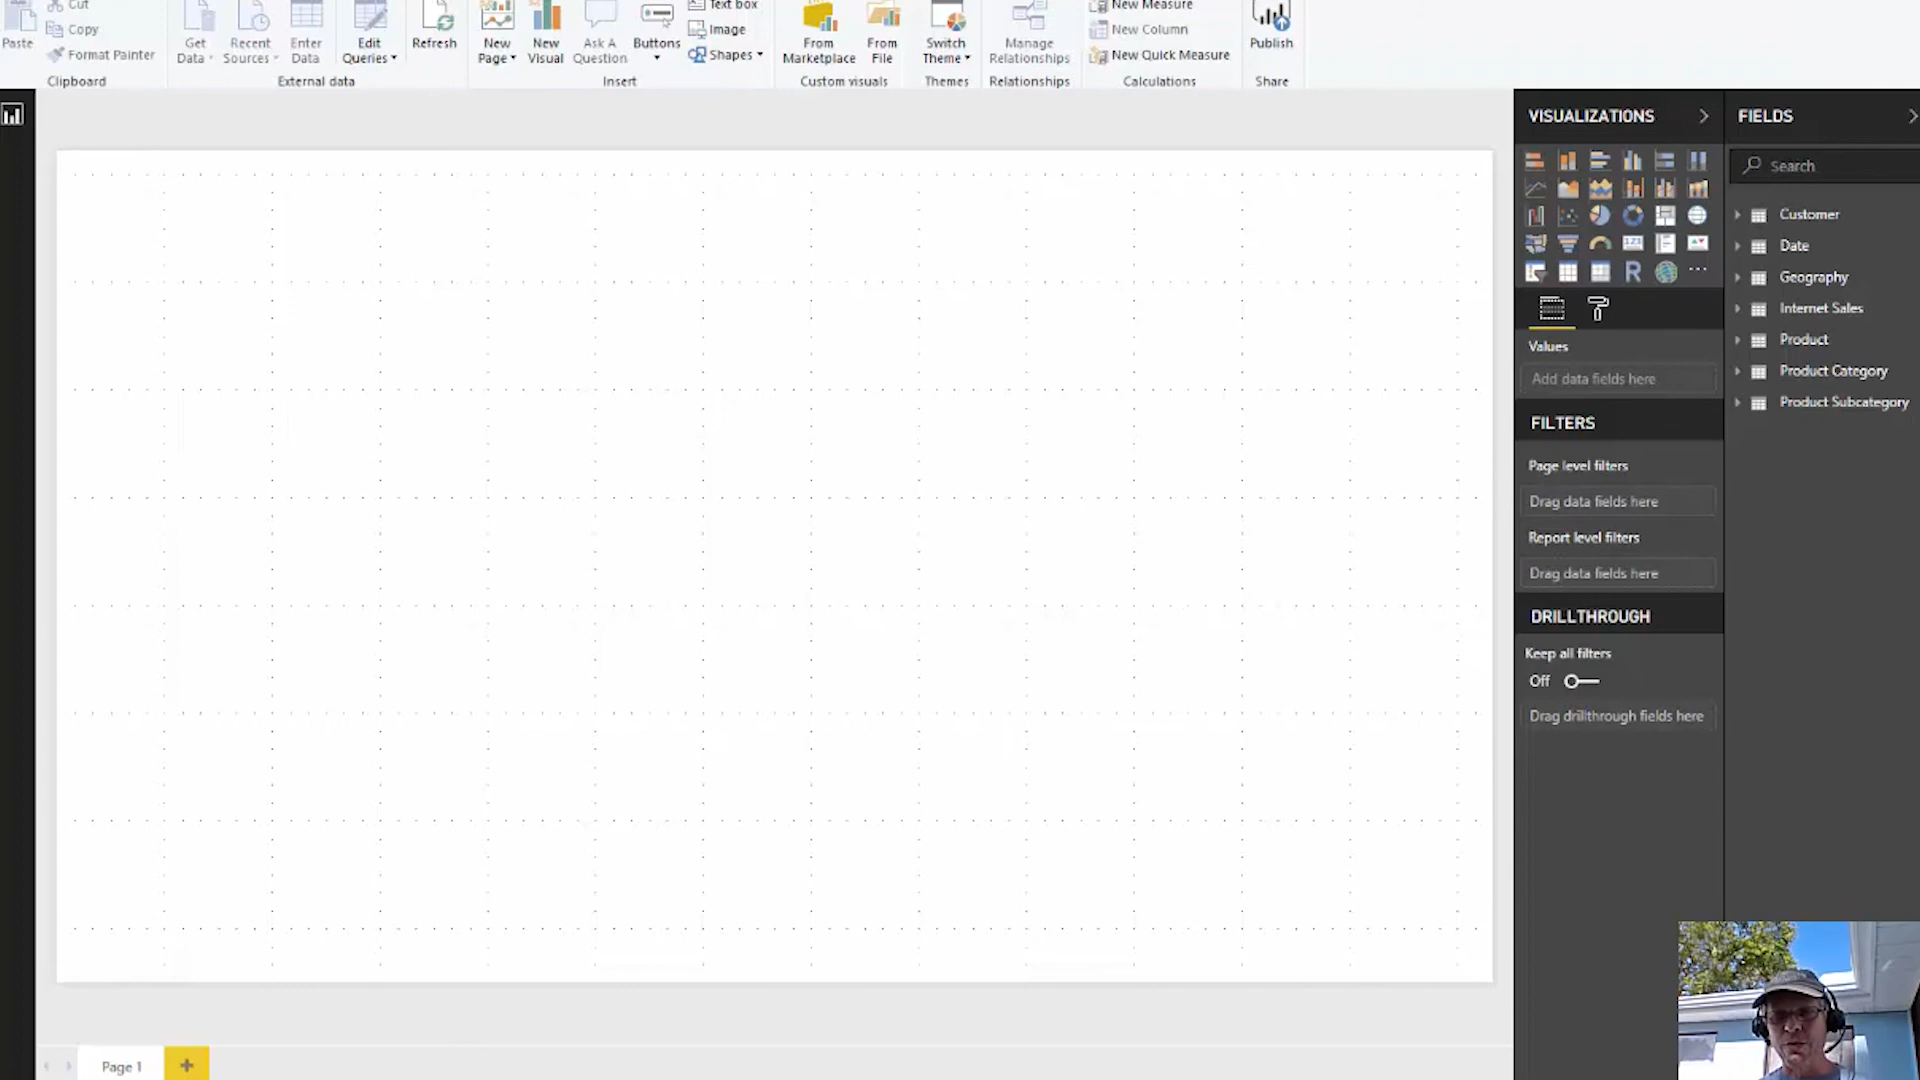 Cut
Text box
New Measure
Paste
Copy
Get Data
Recent Sources
Enter Data
Edit Queries
Refresh
New Page
New Visual
Ask A Question
Buttons
Image
From Marketplace
From File
Switch Theme
Manage Relationships
New Column
Publish
Format Painter
Shapes
New Quick Measure
Clipboard
External data
Insert
Custom visuals
Themes
Relationships
Calculations
Share
VISUALIZATIONS
FIELDS
Search
Customer
Date
Geography
Internet Sales
Product
Product Category
Product Subcategory
123
R
Values
Add data fields here
FILTERS
Page level filters
Drag data fields here
Report level filters
Drag data fields here
DRILLTHROUGH
Keep all filters
Off
Drag drillthrough fields here
Page 1